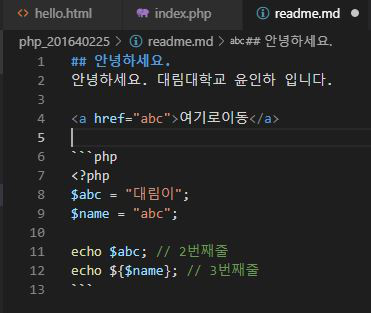 hello.html index.php readme.md
php_201640225 > readme.md > abc ## 안녕하세요.
1 ## 안녕하세요.
2 안녕하세요. 대림대학교 윤인하 입니다.
3
4 <a href="abc">여기로이동</a>
5
6 ```php
7 <?php
8 $abc = "대림이";
9 $name = "abc";
10
11 echo $abc; // 2번째줄
12 echo ${$name}; // 3번째줄
13 ```